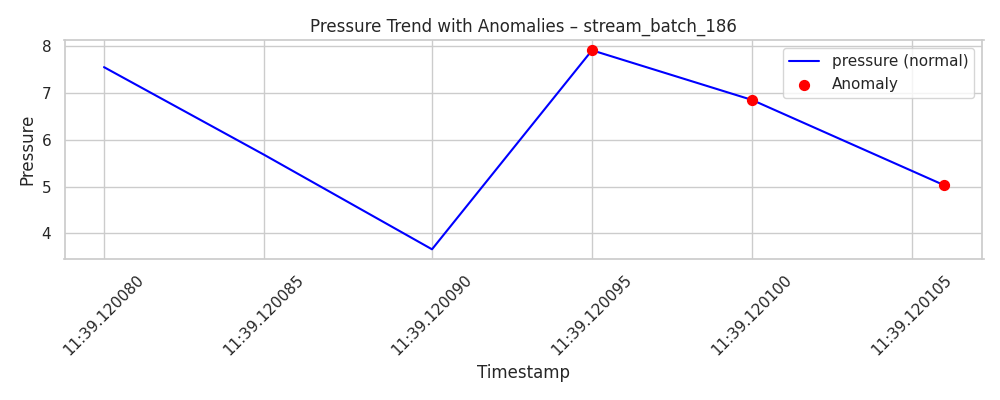 Pressure Trend with Anomalies – stream_batch_186
pressure (normal)
Anomaly
Pressure
8
7
6
5
4
11:39.120080
11:39.120085
11:39.120090
11:39.120095
11:39.120100
11:39.120105
Timestamp